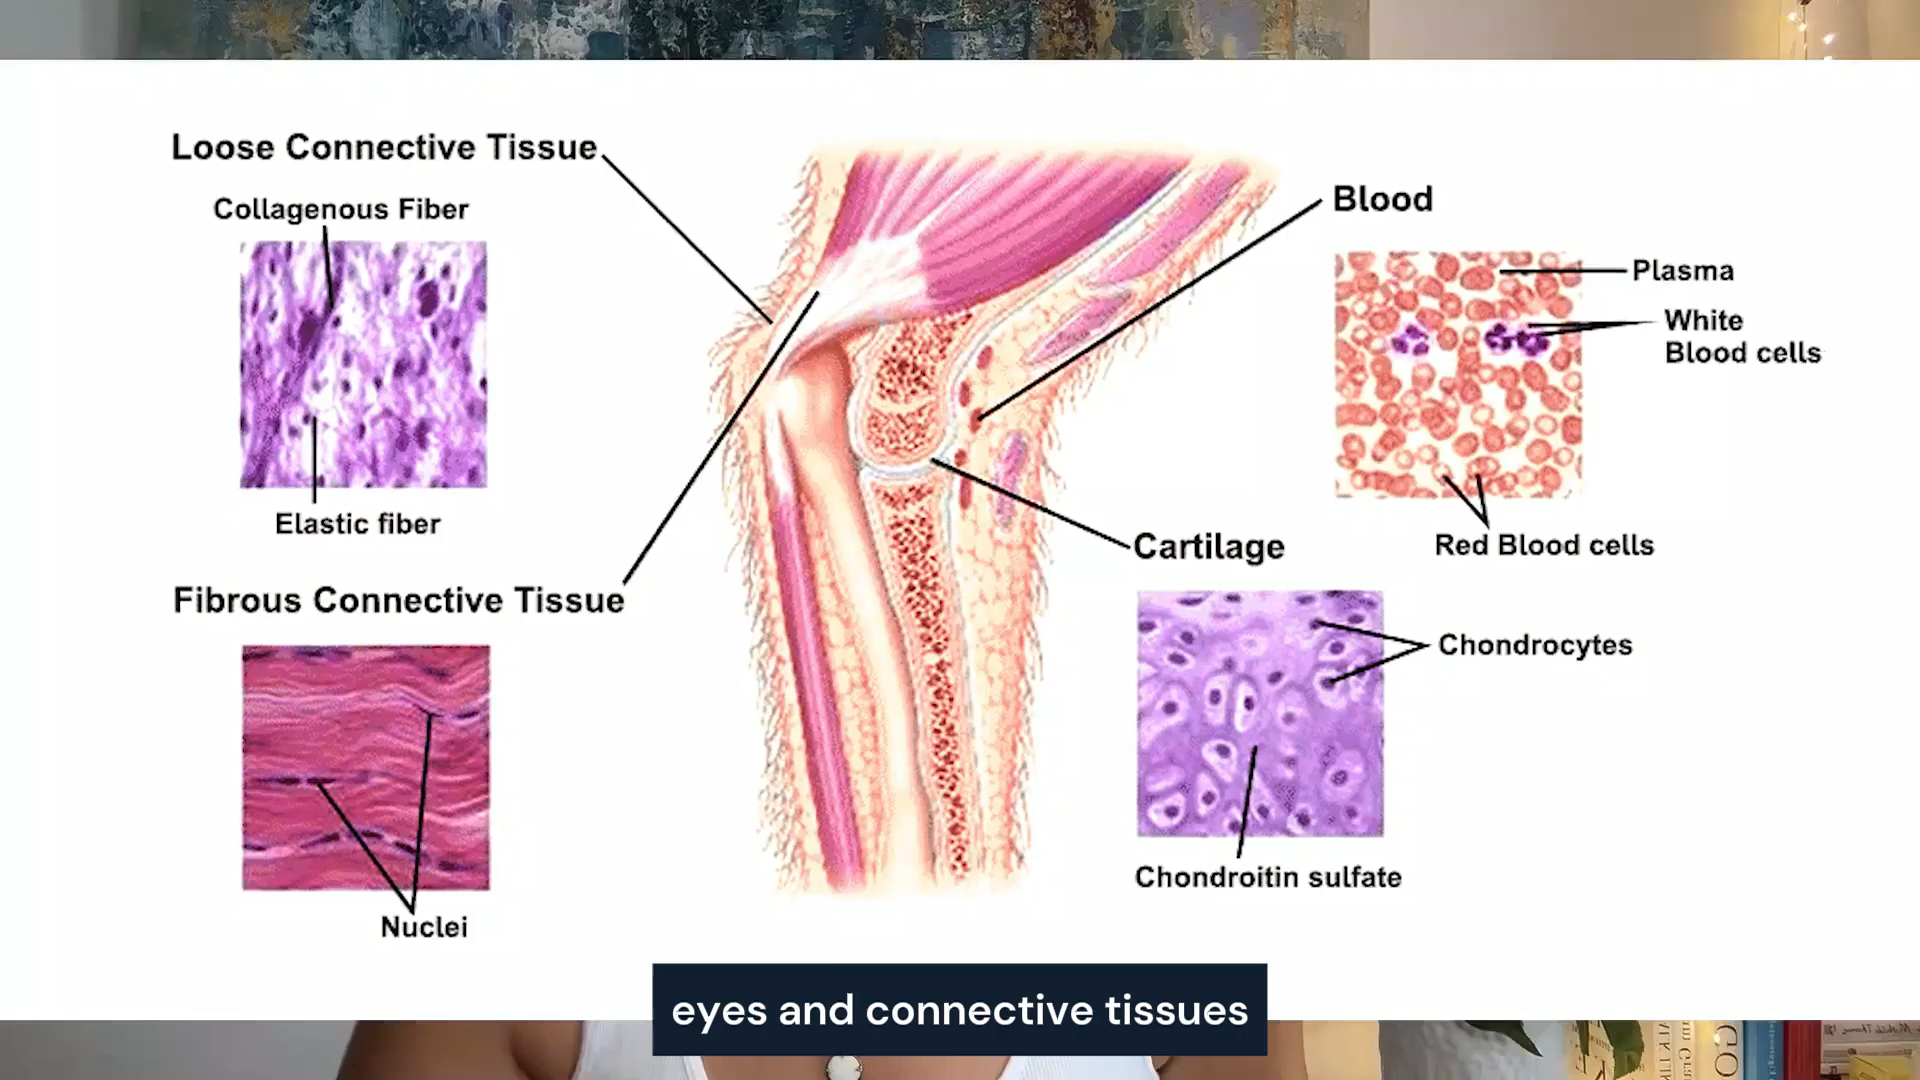 Loose Connective Tissue
Collagenous Fiber
Elastic fiber
Fibrous Connective Tissue
Nuclei
Blood
Plasma
White
Blood cells
Red Blood cells
Cartilage
Chondrocytes
Chondroitin sulfate
eyes and connective tissues